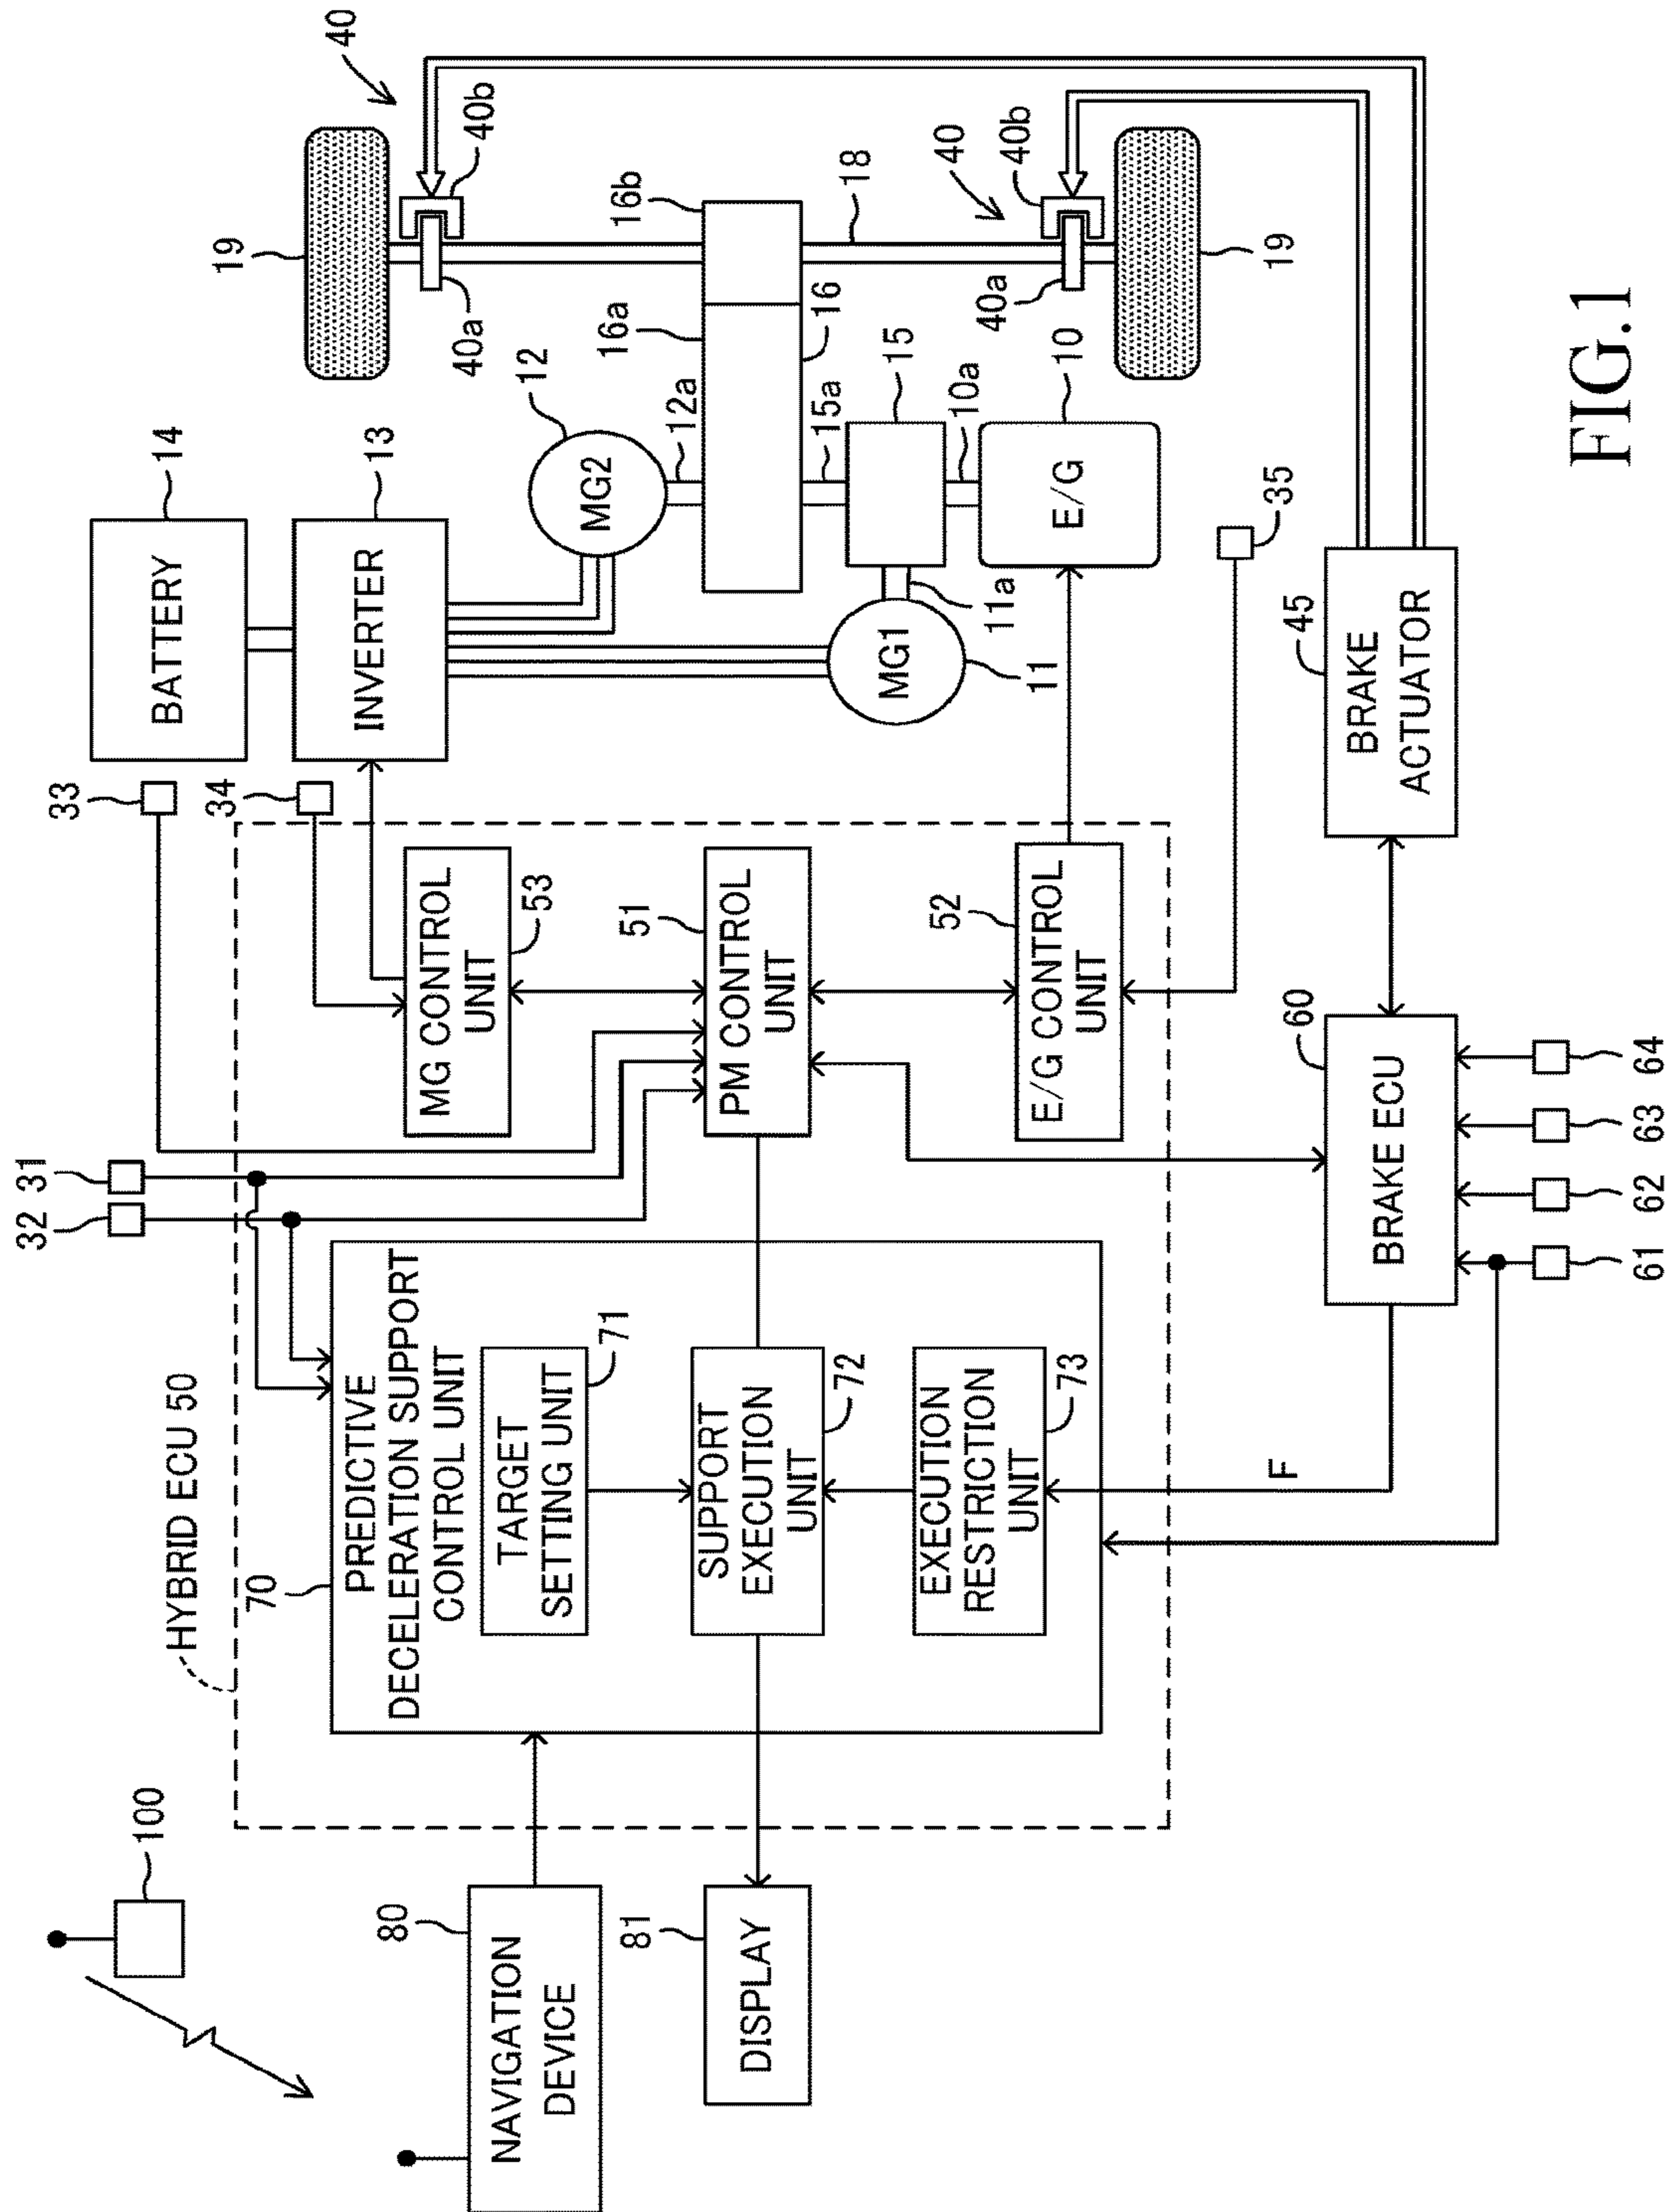 FIG.1
100
80
NAVIGATION
DEVICE
81
DISPLAY
HYBRID ECU 50
70
PREDICTIVE
DECELERATION SUPPORT
CONTROL UNIT
TARGET
SETTING UNIT
71
SUPPORT
EXECUTION
UNIT
72
EXECUTION
RESTRICTION
UNIT
73
F
32
31
33
34
MG CONTROL
UNIT
53
51
PM CONTROL
UNIT
52
E/G CONTROL
UNIT
35
60
BRAKE ECU
61
62
63
64
45
BRAKE
ACTUATOR
BATTERY
14
INVERTER
13
MG2
12
12a
MG1
11
11a
15
15a
10a
E/G
10
16a
16b
16
18
19
40a
40b
40
40
40b
40a
19